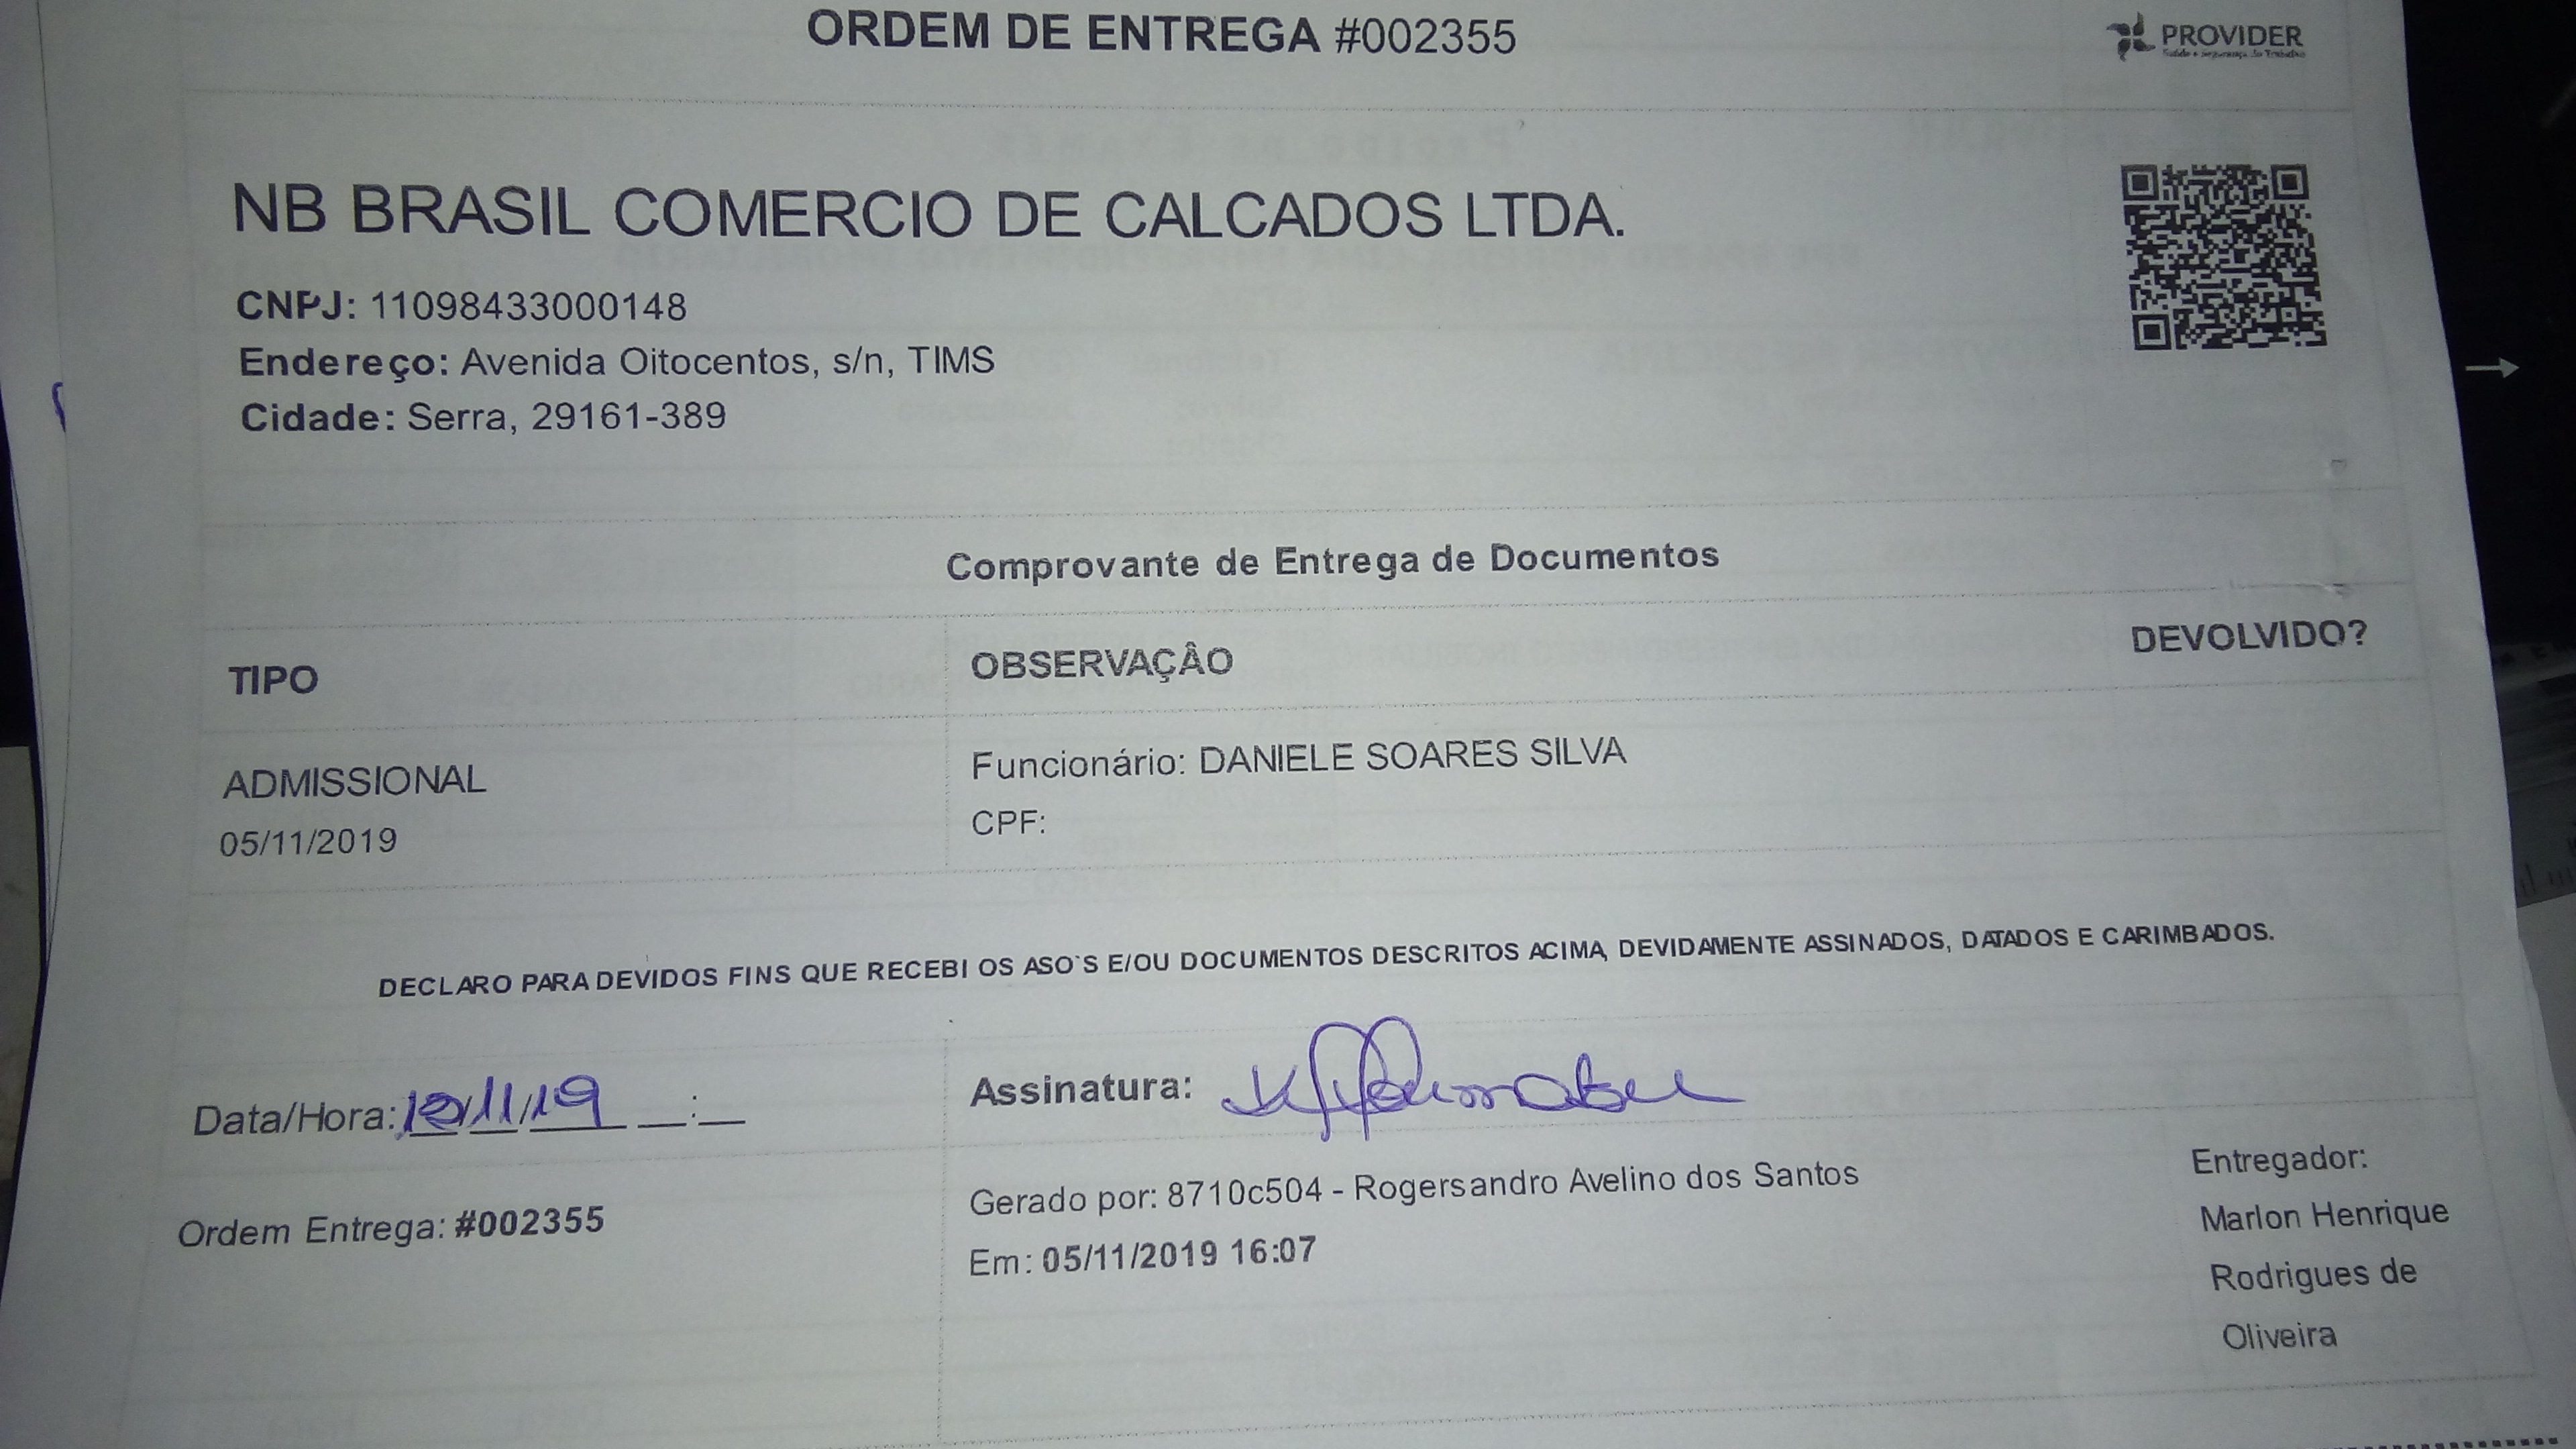 ORDEM DE ENTREGA #002355
PROVIDER
Saúde e Segurança do Trabalho
NB BRASIL COMERCIO DE CALCADOS LTDA.
CNPJ: 11098433000148
Endereço: Avenida Oitocentos, s/n, TIMS
Cidade: Serra, 29161-389
Comprovante de Entrega de Documentos
TIPO
OBSERVAÇÂO
DEVOLVIDO?
ADMISSIONAL
05/11/2019
Funcionário: DANIELE SOARES SILVA
CPF:
DECLARO PARA DEVIDOS FINS QUE RECEBI OS ASO`S E/OU DOCUMENTOS DESCRITOS ACIMA, DEVIDAMENTE ASSINADOS, DATADOS E CARIMBADOS.
Data/Hora: /11/19 __:__
Assinatura:
Ordem Entrega: #002355
Gerado por: 8710c504 - Rogersandro Avelino dos Santos
Em: 05/11/2019 16:07
Entregador:
Marlon Henrique
Rodrigues de
Oliveira